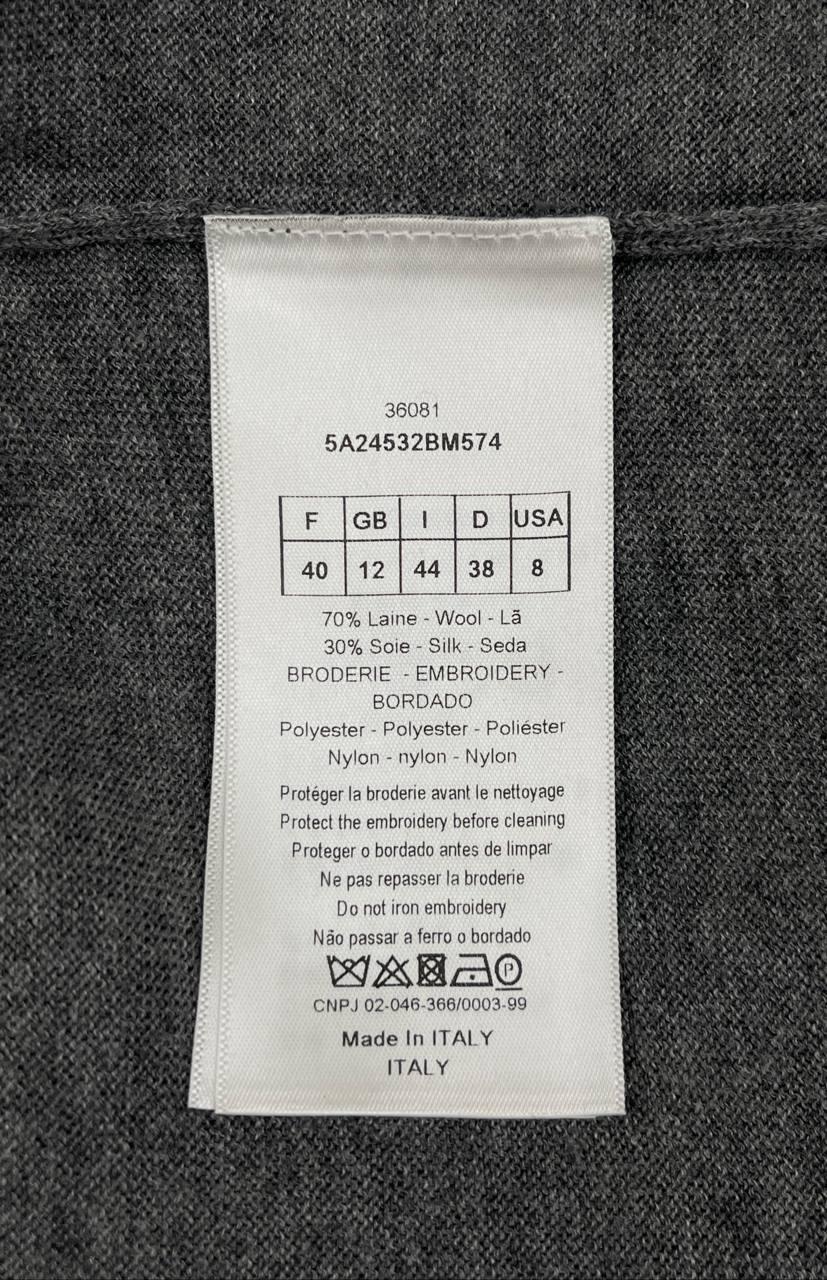 36081
5A24532BM574
F GB I D USA
40 12 44 38 8
70% Laine - Wool - Lã
30% Soie - Silk - Seda
BRODERIE - EMBROIDERY -
BORDADO
Polyester - Polyester - Poliéster
Nylon - nylon - Nylon
Protéger la broderie avant le nettoyage
Protect the embroidery before cleaning
Proteger o bordado antes de limpar
Ne pas repasser la broderie
Do not iron embroidery
Não passar a ferro o bordado
P
CNPJ 02-046-366/0003-99
Made In ITALY
ITALY